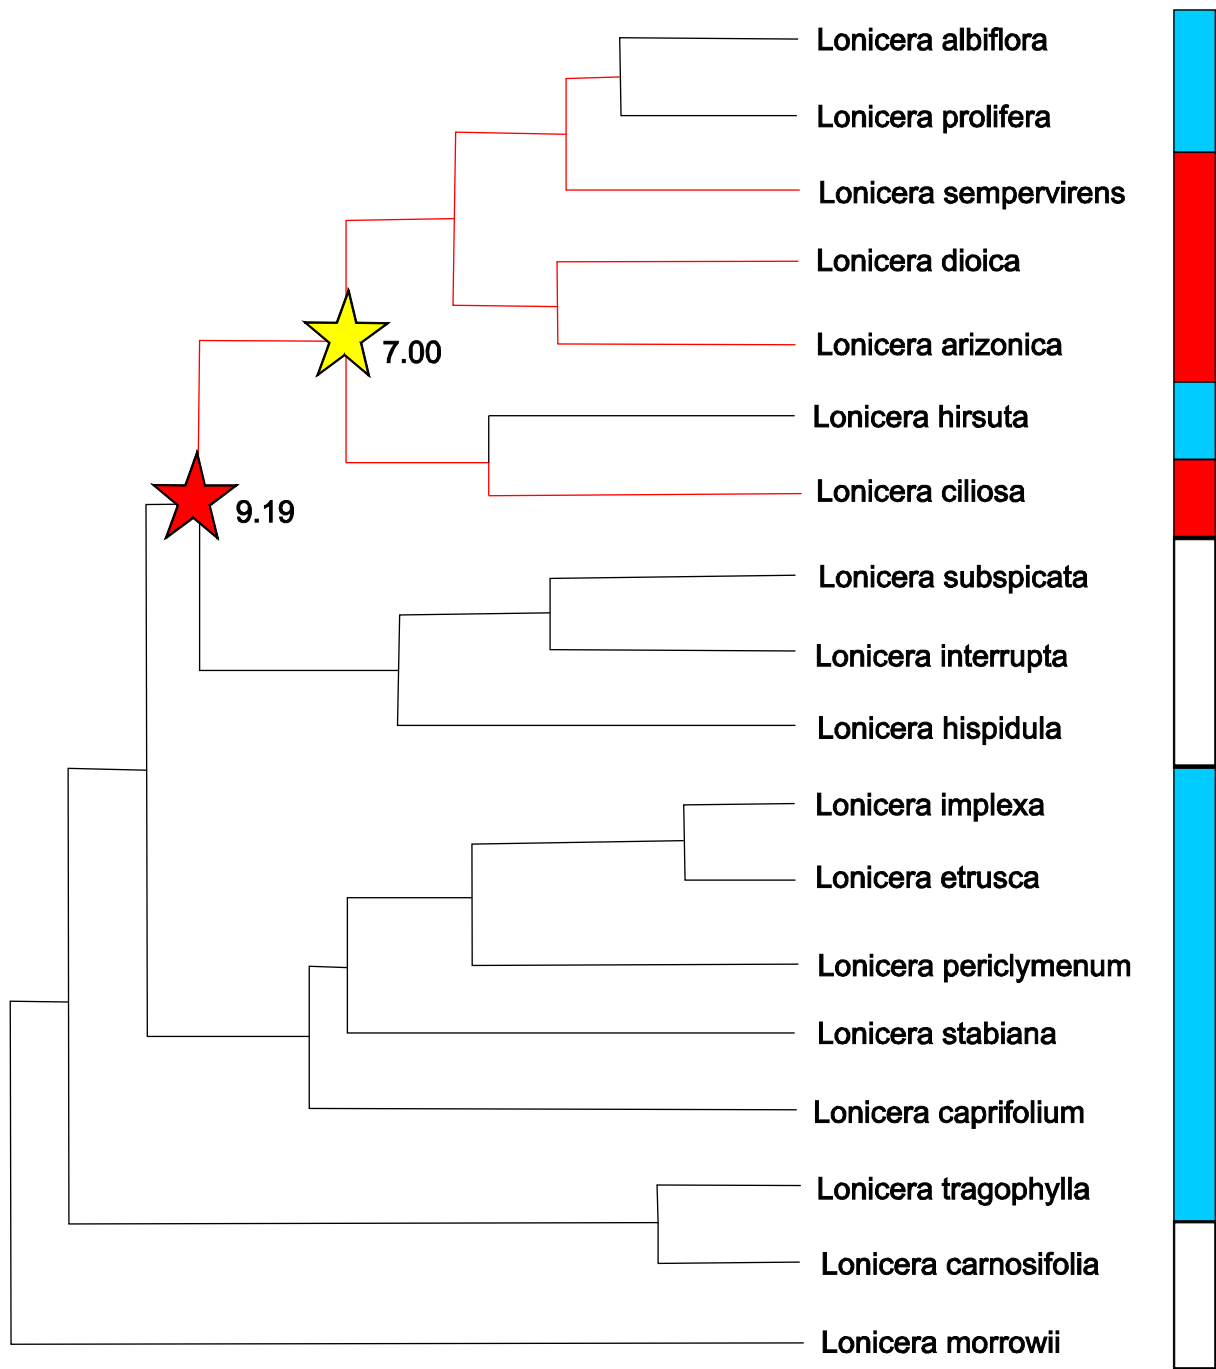 Lonicera albiflora
Lonicera prolifera
Lonicera sempervirens
Lonicera dioica
Lonicera arizonica
7.00
Lonicera hirsuta
Lonicera ciliosa
9.19
Lonicera subspicata
Lonicera interrupta
Lonicera hispidula
Lonicera implexa
Lonicera etrusca
Lonicera periclymenum
Lonicera stabiana
Lonicera caprifolium
Lonicera tragophylla
Lonicera carnosifolia
Lonicera morrowii